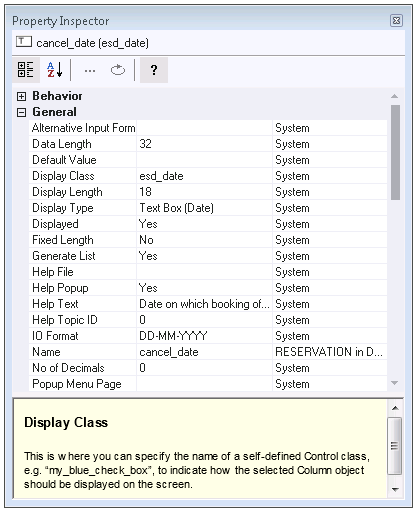 Property Inspector
cancel_date (esd_date)
A Z ... ?
Behavior
General
Alternative Input Form System
Data Length 32 System
Default Value System
Display Class esd_date System
Display Length 18 System
Display Type Text Box (Date) System
Displayed Yes System
Fixed Length No System
Generate List Yes System
Help File System
Help Popup Yes System
Help Text Date on which booking of... System
Help Topic ID 0 System
IO Format DD-MM-YYYY System
Name cancel_date RESERVATION in D...
No of Decimals 0 System
Popup Menu Page System
Display Class
This is where you can specify the name of a self-defined Control class,
e.g. "my_blue_check_box", to indicate how the selected Column object
should be displayed on the screen.